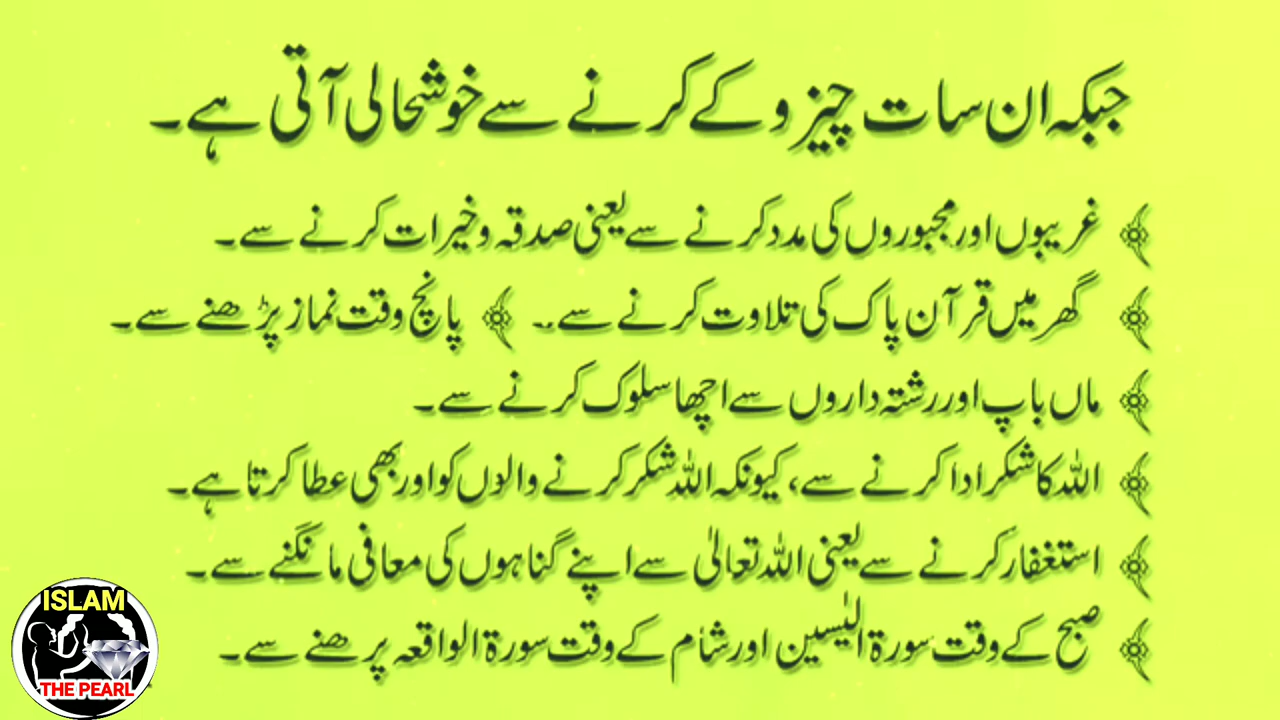 جبکہ ان سات چیزو کے کرنے سے خوشحالی آتی ہے۔
غریبوں اور مجبوروں کی مدد کرنے سے یعنی صدقہ و خیرات کرنے سے۔
گھر میں قرآن پاک کی تلاوت کرنے سے۔۔ پانچ وقت نماز پڑھنے سے۔
ماں باپ اور رشتہ داروں سے اچھا سلوک کرنے سے۔
اللہ کا شکر ادا کرنے سے، کیونکہ اللہ شکر کرنے والوں کو اور بھی عطا کرتا ہے۔
استغفار کرنے سے یعنی اللہ تعالیٰ سے اپنے گناہوں کی معافی مانگنے سے۔
صبح کے وقت سورۃ الیٰسین اور شام کے وقت سورۃ الواقعہ پرھنے سے۔
ISLAM
THE PEARL